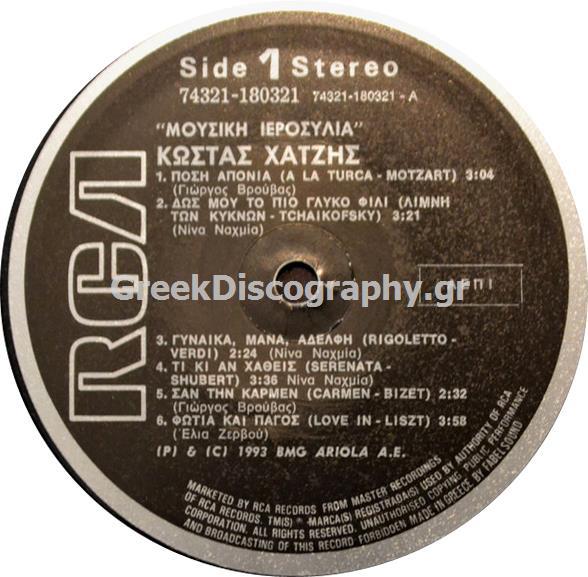 Side 1 Stereo
74321-180321 74321-180321 - A
"ΜΟΥΣΙΚΗ ΙΕΡΟΣΥΛΙΑ"
ΚΩΣΤΑΣ ΧΑΤΖΗΣ
1. ΠΟΣΗ ΑΠΟΝΙΑ (A LA TURCA - MOTZART) 3:04
(Γιώργος Βρούβας)
2. ΔΩΣ ΜΟΥ ΤΟ ΠΙΟ ΓΛΥΚΟ ΦΙΛΙ (ΛΙΜΝΗ
ΤΩΝ ΚΥΚΝΩΝ - TCHAIKOFSKY) 3:21
(Νίνα Ναχμία)
RCA
GreekDiscography.gr
ΑΕΠΙ
3. ΓΥΝΑΙΚΑ, ΜΑΝΑ, ΑΔΕΛΦΗ (RIGOLETTO -
VERDI) 2:24 (Νίνα Ναχμία)
4. ΤΙ ΚΙ ΑΝ ΧΑΘΕΙΣ (SERENATA -
SHUBERT) 3:36 Νίνα Ναχμία)
5. ΣΑΝ ΤΗΝ ΚΑΡΜΕΝ (CARMEN - BIZET) 2:32
(Γιώργος Βρούβας)
6. ΦΩΤΙΑ ΚΑΙ ΠΑΓΟΣ (LOVE IN - LISZT) 3:58
(Έλια Ζερβού)
(P) & (C) 1993 BMG ARIOLA A.E.
MARKETED BY RCA RECORDS FROM MASTER RECORDINGS
OF RCA RECORDS. TM(S) ® MARCA(S) REGISTRADA(S) USED BY AUTHORITY OF RCA
CORPORATION. ALL RIGHTS RESERVED. UNAUTHORISED COPYING PUBLIC PERFORMANCE
AND BROADCASTING OF THIS RECORD FORBIDDEN MADE IN GREECE BY FABELSOUND